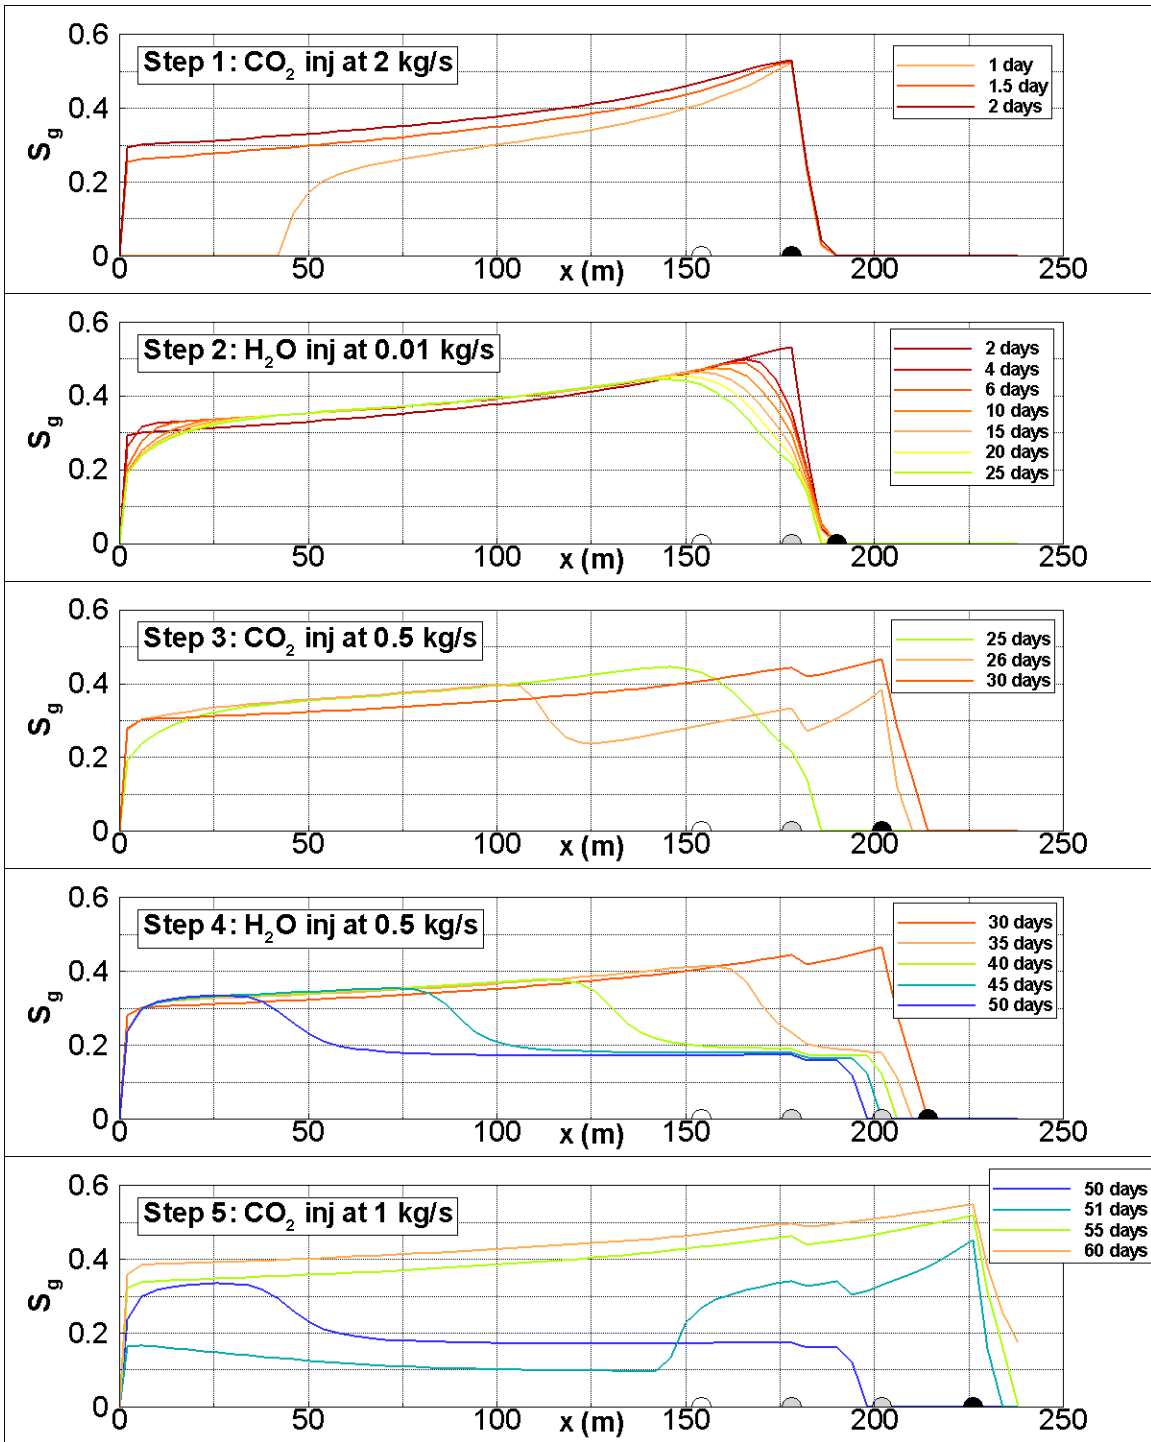 0.6
Step 1: CO2 inj at 2 kg/s
1 day
1.5 day
2 days
0.4
Sg
0.2
0
0 50 100 150 200 250
x (m)
0.6
Step 2: H2O inj at 0.01 kg/s
2 days
4 days
6 days
10 days
15 days
20 days
25 days
0.4
Sg
0.2
0
0 50 100 150 200 250
x (m)
0.6
Step 3: CO2 inj at 0.5 kg/s
25 days
26 days
30 days
0.4
Sg
0.2
0
0 50 100 150 200 250
x (m)
0.6
Step 4: H2O inj at 0.5 kg/s
30 days
35 days
40 days
45 days
50 days
0.4
Sg
0.2
0
0 50 100 150 200 250
x (m)
0.6
Step 5: CO2 inj at 1 kg/s
50 days
51 days
55 days
60 days
0.4
Sg
0.2
0
0 50 100 150 200 250
x (m)